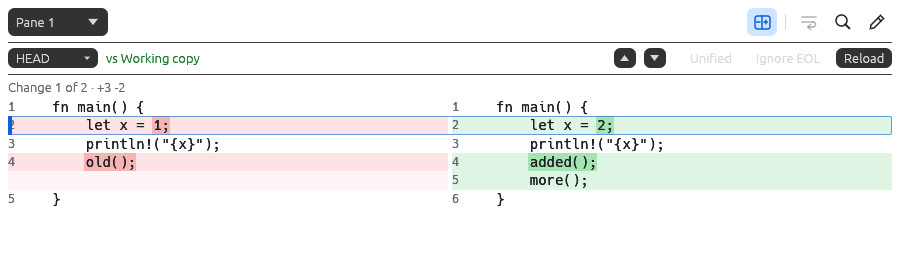 Pane 1
HEAD vs Working copy Unified Ignore EOL Reload
Change 1 of 2 · +3 -2
1 fn main() {
2 let x = 1;
3 println!("{x}");
4 old();
5 }
1 fn main() {
2 let x = 2;
3 println!("{x}");
4 added();
5 more();
6 }